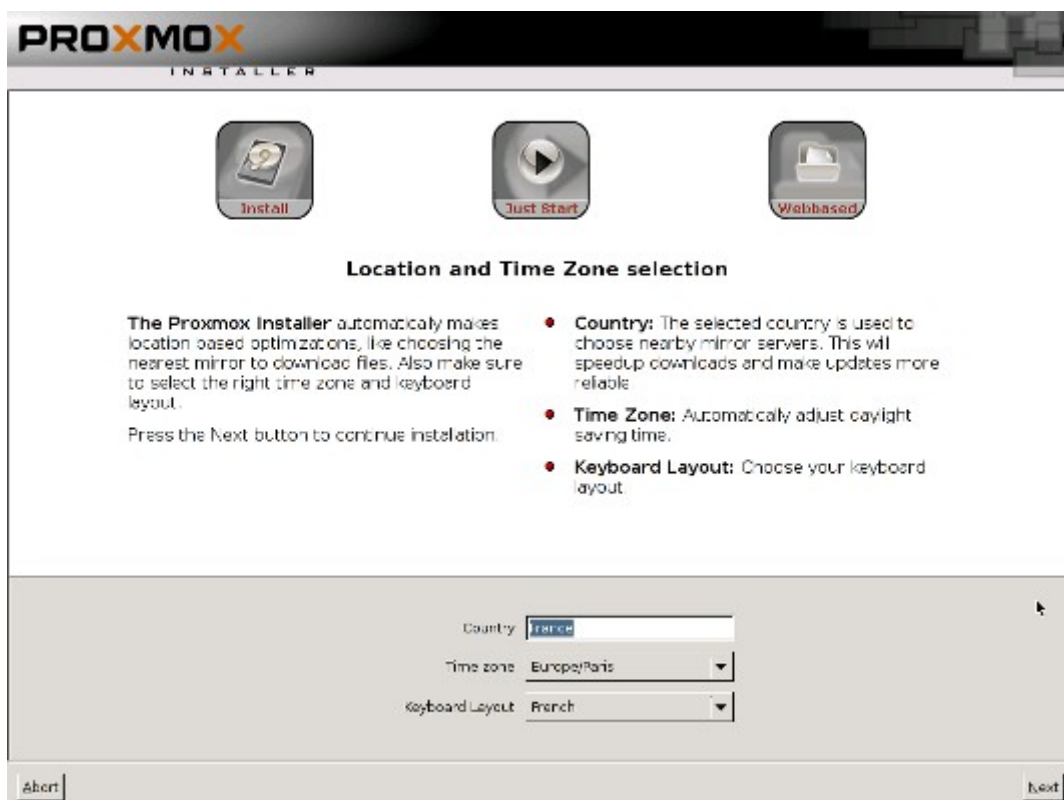 PROXMOX
INSTALLER
Install
Just Start
Webbased
Location and Time Zone selection
The Proxmox Installer automatically makes
location based optimizations, like choosing the
nearest mirror to download files. Also make sure
to select the right time zone and keyboard
layout.
Press the Next button to continue installation.
Country: The selected country is used to
choose nearby mirror servers. This will
speedup downloads and make updates more
reliable.
Time Zone: Automatically adjust daylight
saving time.
Keyboard Layout: Choose your keyboard
layout.
Country France
Time zone Europe/Paris
Keyboard Layout French
Abort
Next